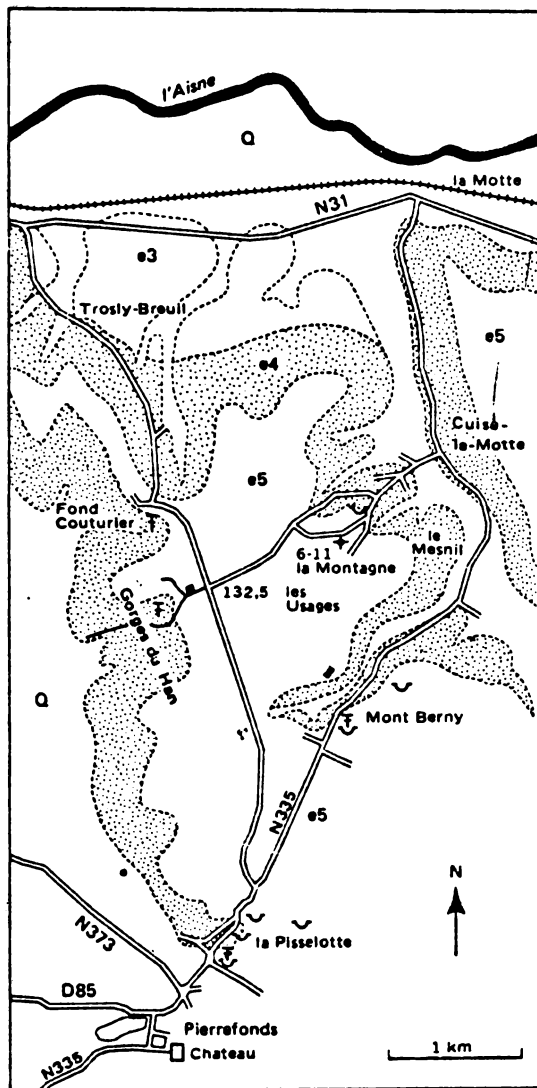 l'Aisne
Q
la Motte
N31
e3
Trosly-Breuil
e5
e4
Cuise-
la-Motte
e5
Fond
Couturier
le
Mesnil
6-11
la Montagne
132,5
les
Usages
Gorges du Han
Q
Mont Berny
N335
e5
N
N373
la Pisselotte
D85
Pierrefonds
1 km
Chateau
N335